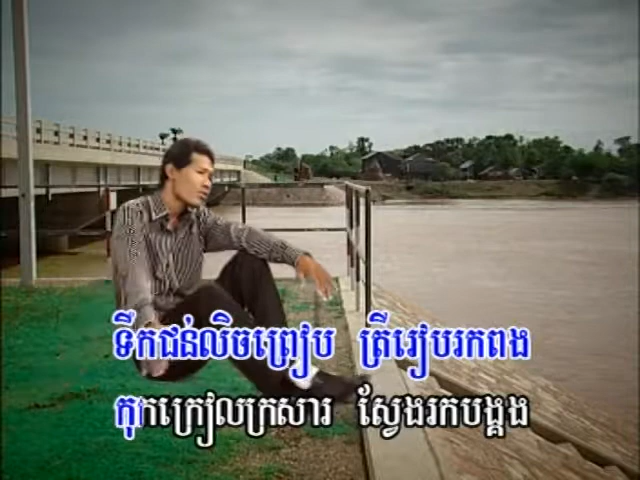 ទឹកជន់លិចព្រៀប ត្រីរៀបរកពង
កុកក្រៀលក្រសារ ស្វែងរកបង្គង